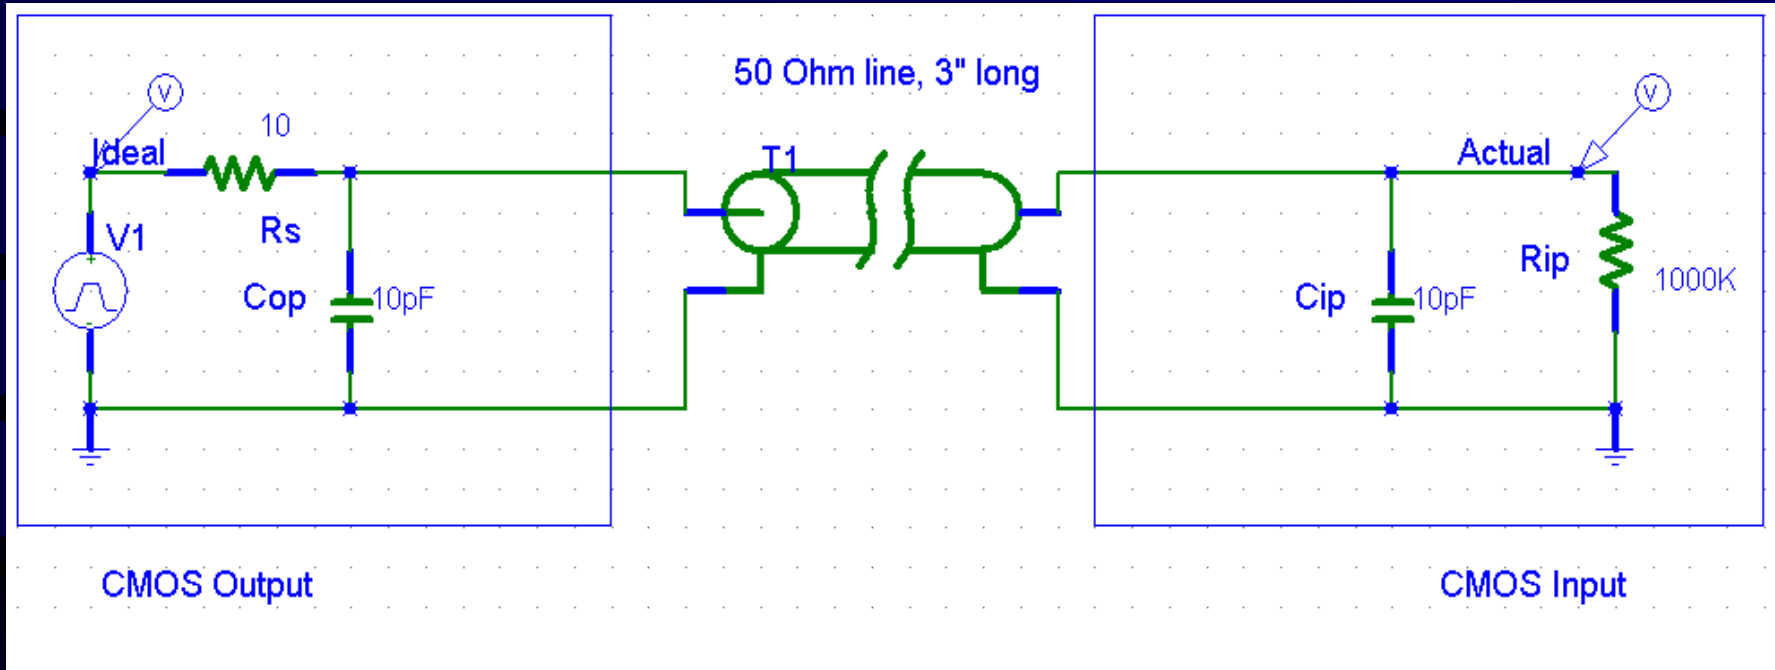 50 Ohm line, 3" long
V
V
10
Ideal
T1
Actual
Rs
V1
Rip
1000K
Cop
10pF
Cip
10pF
CMOS Output
CMOS Input